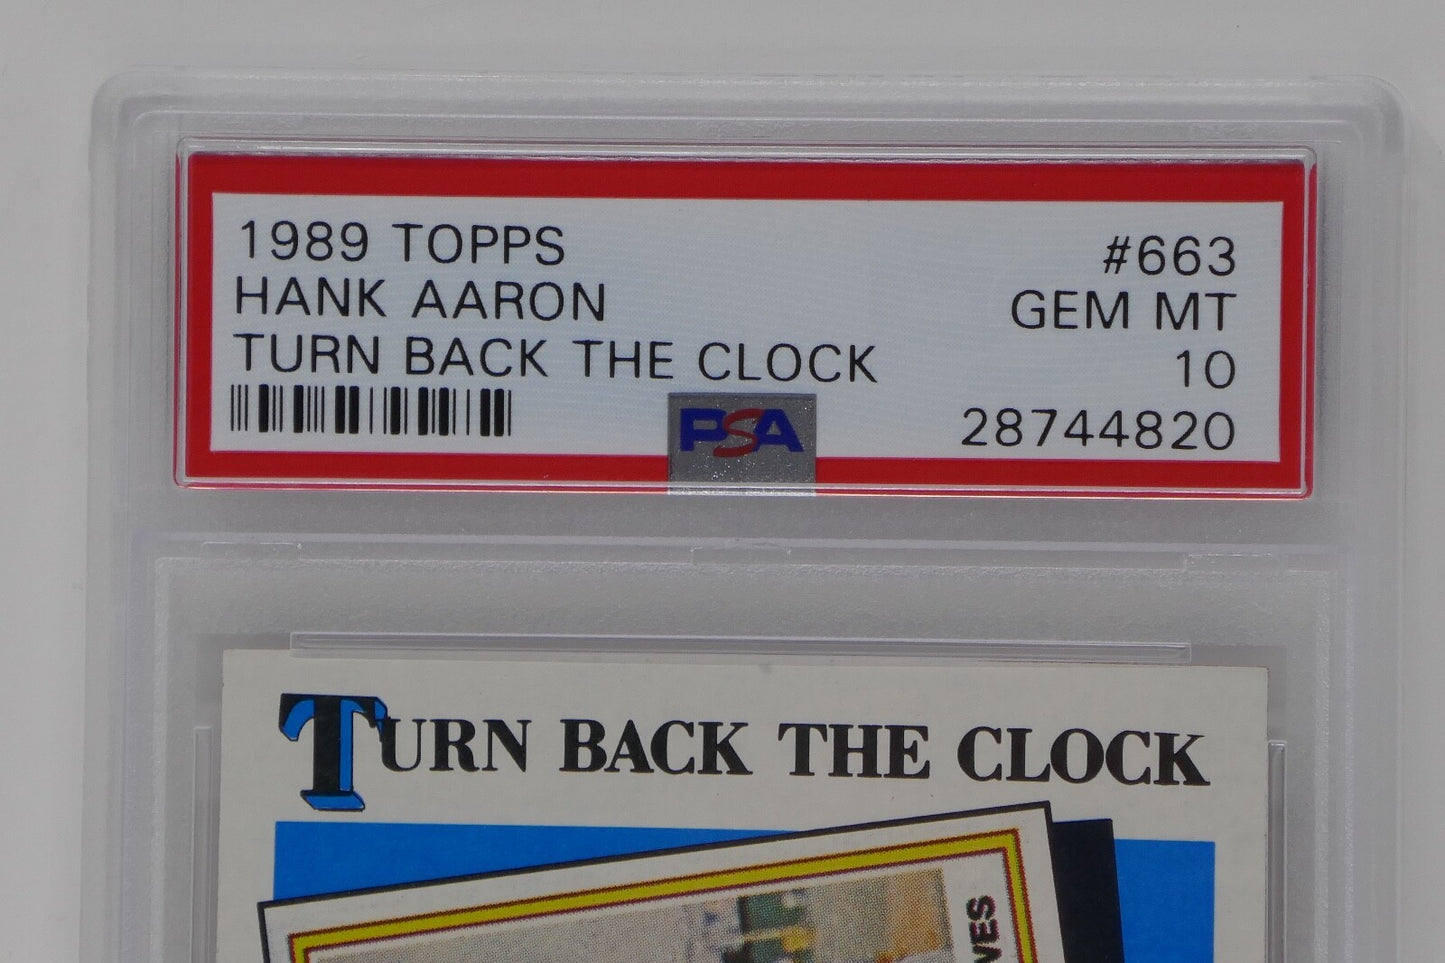 1989 TOPPS #663
HANK AARON GEM MT
TURN BACK THE CLOCK 10
PSA 28744820
TURN BACK THE CLOCK